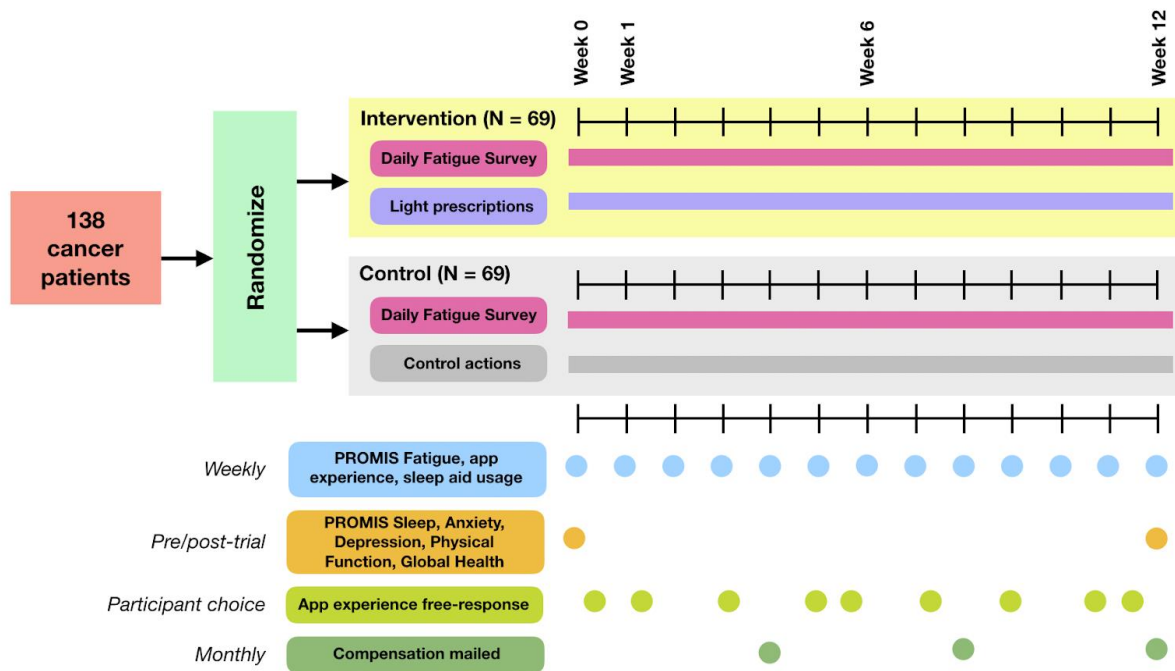 Week 0
Week 1
Week 6
Week 12
138
cancer
patients
Randomize
Intervention (N = 69)
Daily Fatigue Survey
Light prescriptions
Control (N = 69)
Daily Fatigue Survey
Control actions
Weekly
PROMIS Fatigue, app
experience, sleep aid usage
Pre/post-trial
PROMIS Sleep, Anxiety,
Depression, Physical
Function, Global Health
Participant choice
App experience free-response
Monthly
Compensation mailed